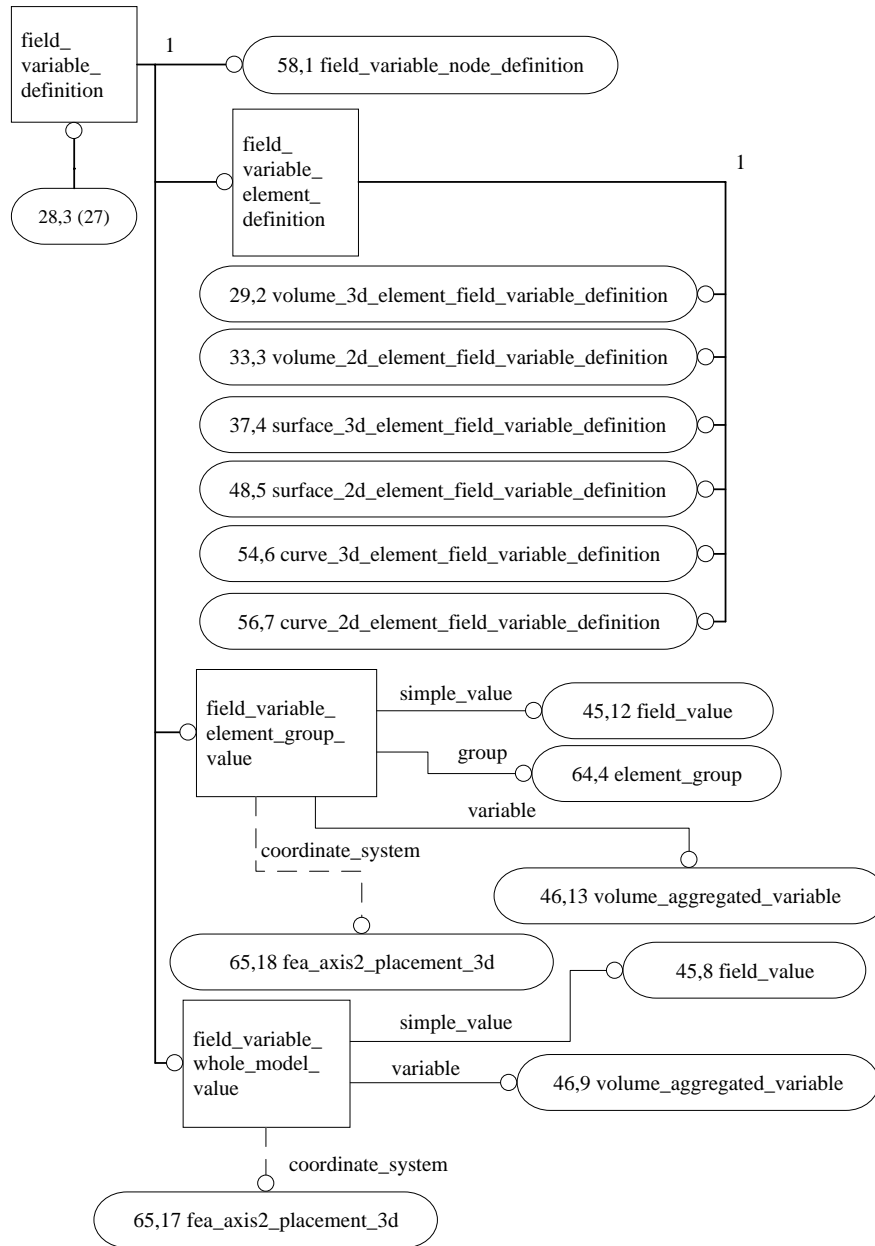 field_
variable_
definition
1
58,1 field_variable_node_definition
field_
variable_
element_
definition
1
28,3 (27)
29,2 volume_3d_element_field_variable_definition
33,3 volume_2d_element_field_variable_definition
37,4 surface_3d_element_field_variable_definition
48,5 surface_2d_element_field_variable_definition
54,6 curve_3d_element_field_variable_definition
56,7 curve_2d_element_field_variable_definition
field_variable_
element_group_
value
simple_value
45,12 field_value
group
64,4 element_group
variable
46,13 volume_aggregated_variable
coordinate_system
65,18 fea_axis2_placement_3d
field_variable_
whole_model_
value
simple_value
45,8 field_value
variable
46,9 volume_aggregated_variable
coordinate_system
65,17 fea_axis2_placement_3d